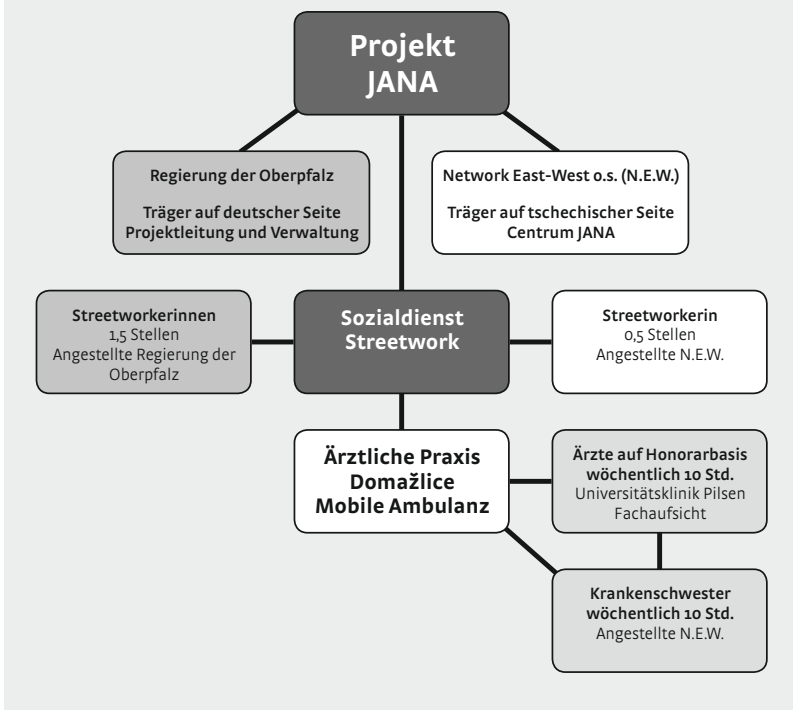 Projekt
JANA
Regierung der Oberpfalz
Träger auf deutscher Seite
Projektleitung und Verwaltung
Network East-West o.s. (N.E.W.)
Träger auf tschechischer Seite
Centrum JANA
Streetworkerinnen
1,5 Stellen
Angestellte Regierung der
Oberpfalz
Sozialdienst
Streetwork
Streetworkerin
0,5 Stellen
Angestellte N.E.W.
Ärztliche Praxis
Domažlice
Mobile Ambulanz
Ärzte auf Honorarbasis
wöchentlich 10 Std.
Universitätsklinik Pilsen
Fachaufsicht
Krankenschwester
wöchentlich 10 Std.
Angestellte N.E.W.